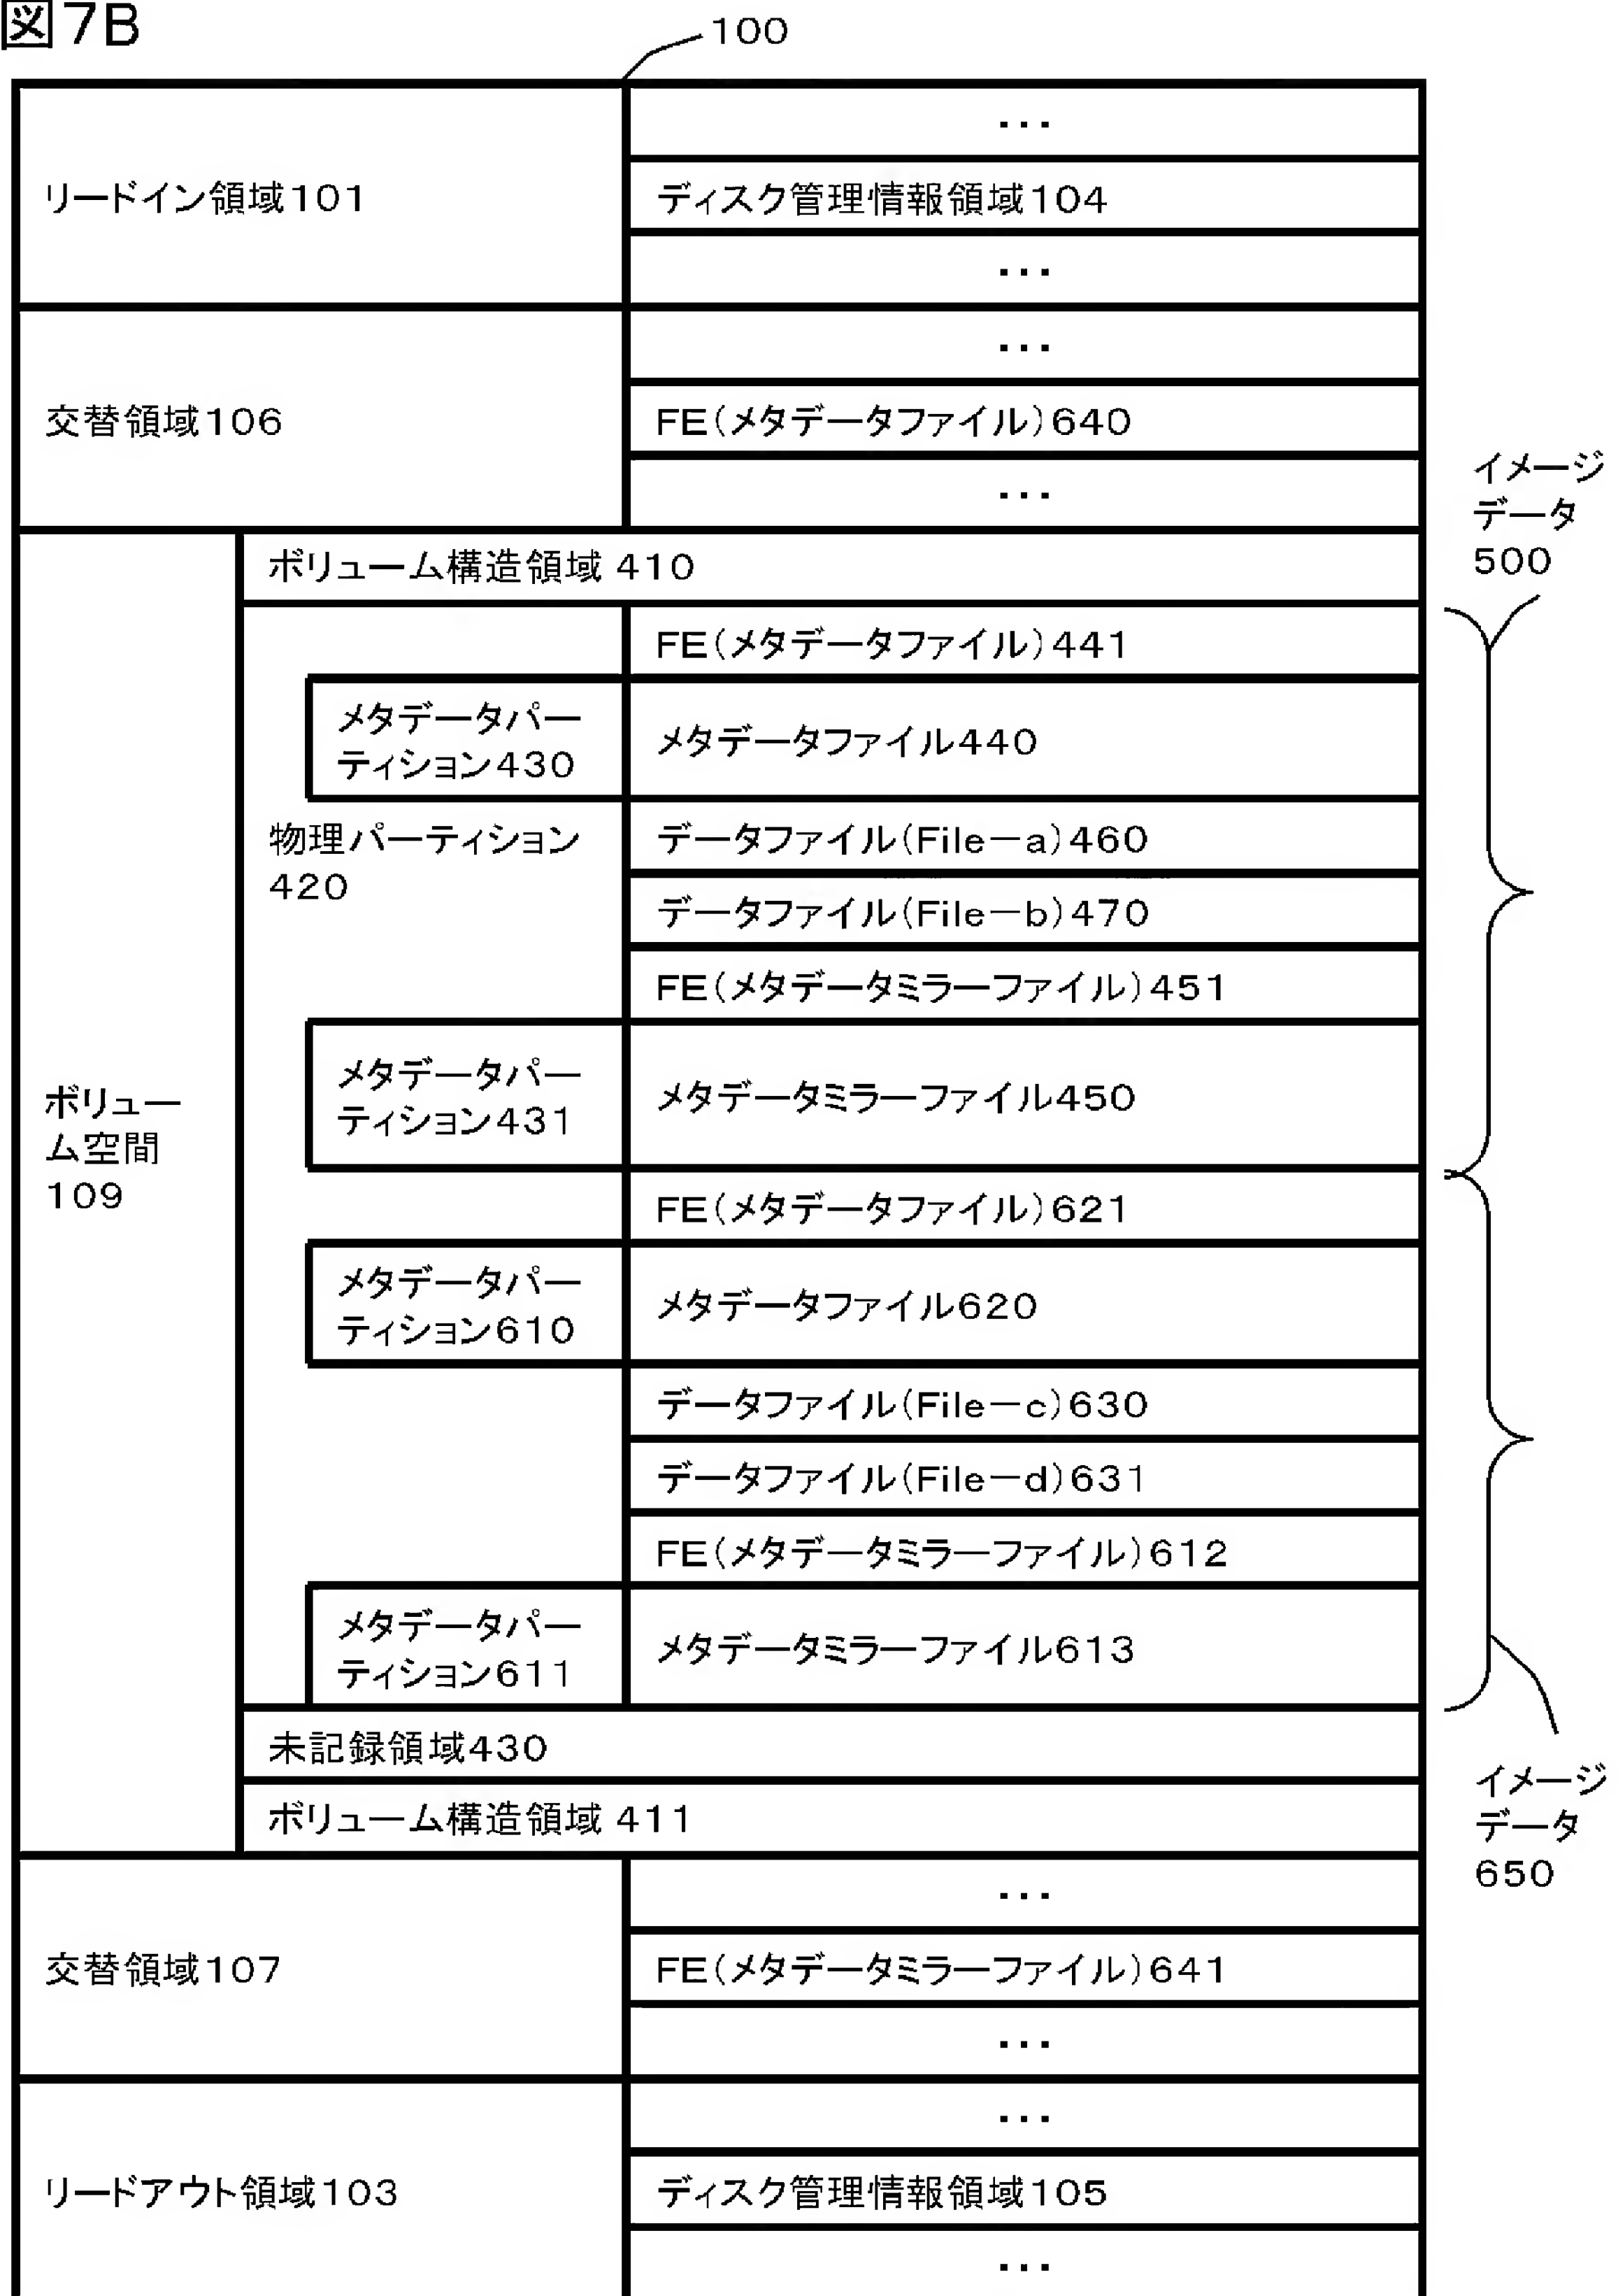 図7B
100
リードイン領域101
・・・
ディスク管理情報領域104
・・・
交替領域106
・・・
FE(メタデータファイル)640
・・・
イメージ
データ
500
ボリュー
ム空間
109
ボリューム構造領域 410
物理パーティション
420
FE(メタデータファイル)441
メタデータパー
ティション430
メタデータファイル440
データファイル(File－a)460
データファイル(File－b)470
FE(メタデータミラーファイル)451
メタデータパー
ティション431
メタデータミラーファイル450
FE(メタデータファイル)621
メタデータパー
ティション610
メタデータファイル620
データファイル(File－c)630
データファイル(File－d)631
FE(メタデータミラーファイル)612
メタデータパー
ティション611
メタデータミラーファイル613
未記録領域430
ボリューム構造領域 411
イメージ
データ
650
交替領域107
・・・
FE(メタデータミラーファイル)641
・・・
リードアウト領域103
・・・
ディスク管理情報領域105
・・・